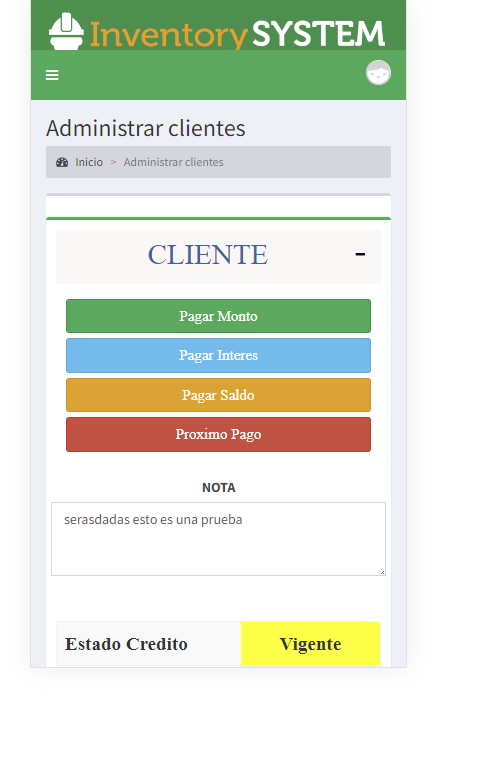 Inventory SYSTEM
Administrar clientes
Inicio > Administrar clientes
CLIENTE -
Pagar Monto
Pagar Interes
Pagar Saldo
Proximo Pago
NOTA
serasdadas esto es una prueba
Estado Credito Vigente